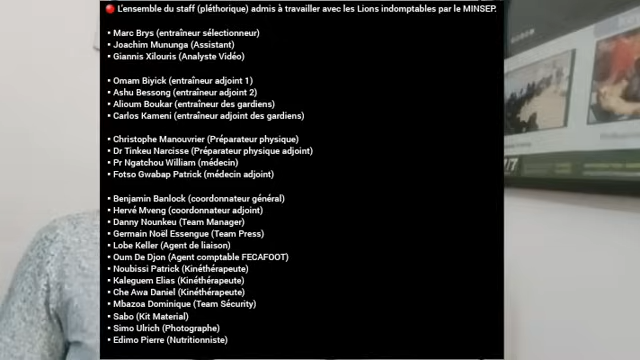 L'ensemble du staff (pléthorique) admis à travailler avec les Lions indomptables par le MINSEP.
• Marc Brys (entraîneur sélectionneur)
• Joachim Mununga (Assistant)
• Giannis Xilouris (Analyste Vidéo)
• Omam Biyick (entraîneur adjoint 1)
• Ashu Bessong (entraîneur adjoint 2)
• Alioum Boukar (entraîneur des gardiens)
• Carlos Kameni (entraîneur adjoint des gardiens)
• Christophe Manouvrier (Préparateur physique)
• Dr Tinkeu Narcisse (Préparateur physique adjoint)
• Pr Ngatchou William (médecin)
• Fotso Gwabap Patrick (médecin adjoint)
• Benjamin Banlock (coordonnateur général)
• Hervé Mveng (coordonnateur adjoint)
• Danny Nounkeu (Team Manager)
• Germain Noël Essengue (Team Press)
• Lobe Keller (Agent de liaison)
• Oum De Djon (Agent comptable FECAFOOT)
• Noubissi Patrick (Kinéthérapeute)
• Kaleguem Elias (Kinéthérapeute)
• Che Awa Daniel (Kinéthérapeute)
• Mbazoa Dominique (Team Sécurity)
• Sabo (Kit Material)
• Simo Ulrich (Photographe)
• Edimo Pierre (Nutritionniste)